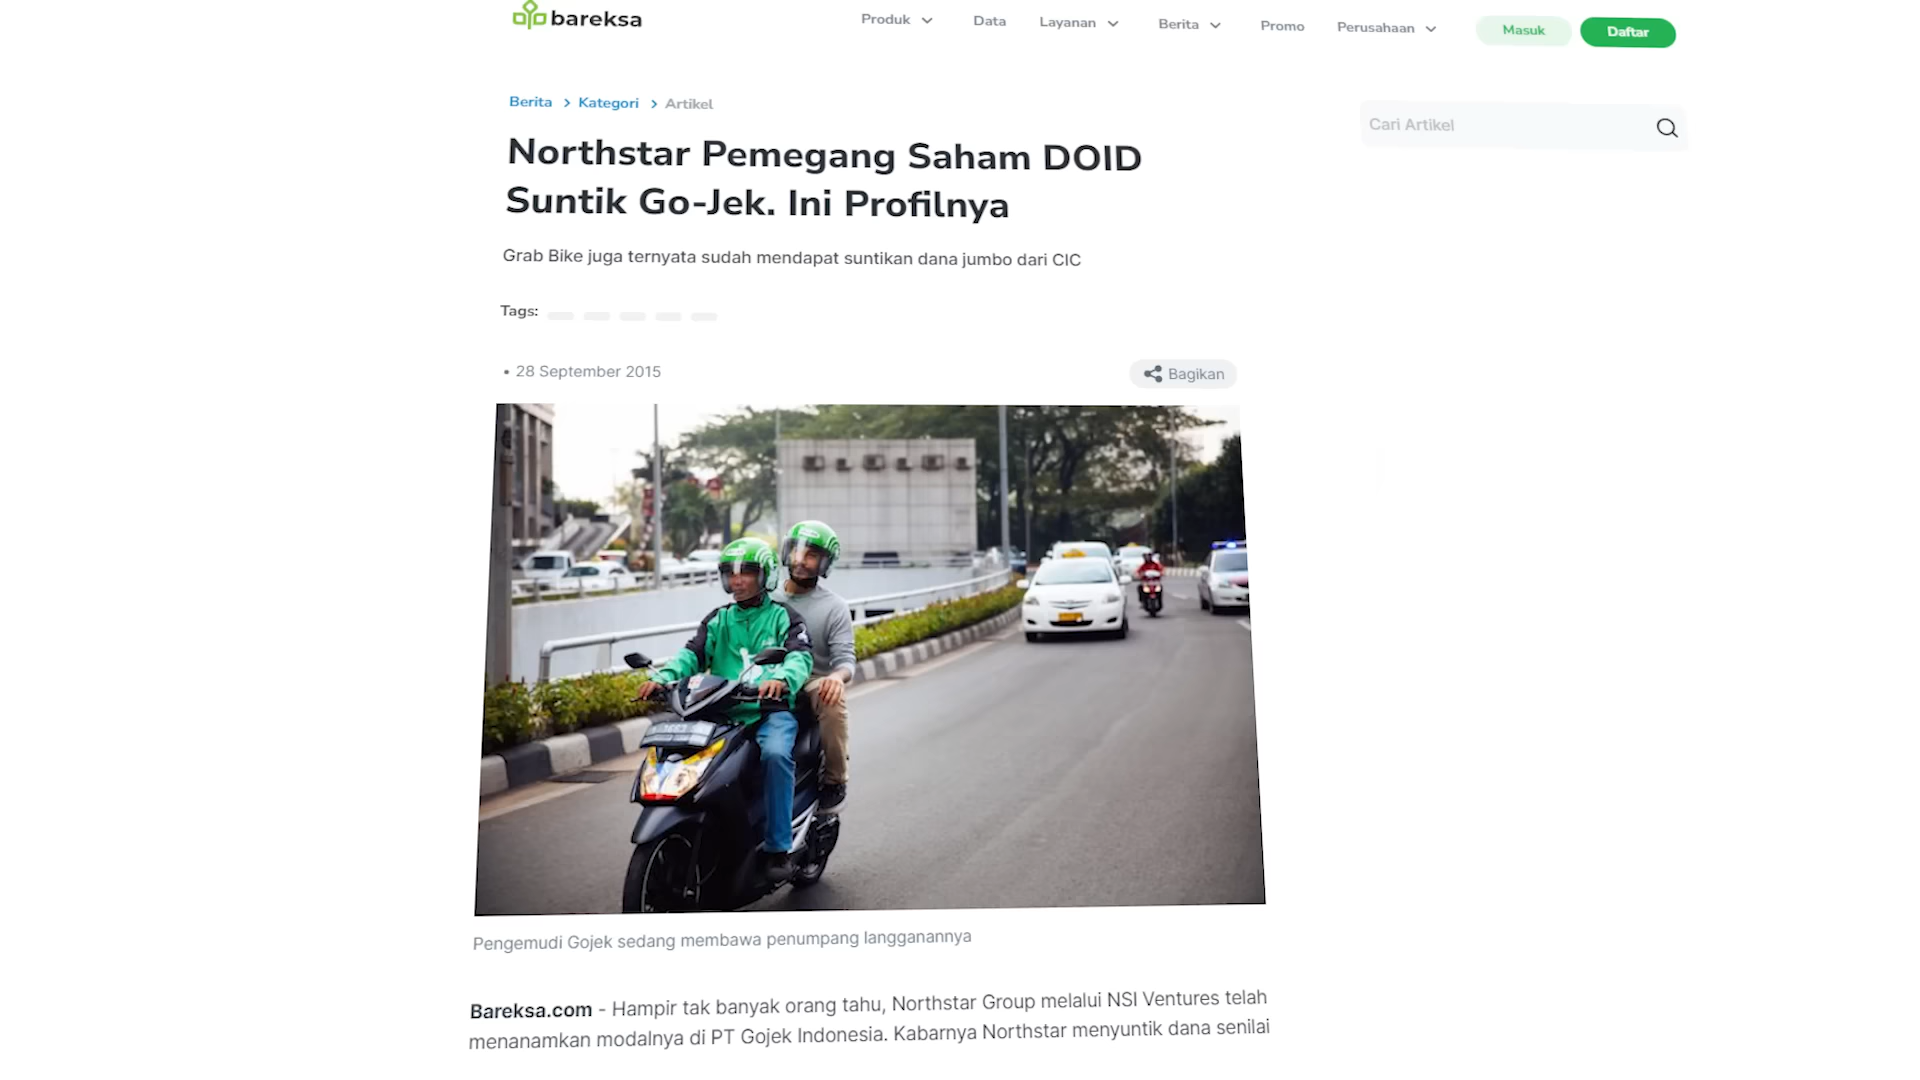 bareksa
Produk
Data
Layanan
Berita
Promo
Perusahaan
Masuk
Daftar
Berita > Kategori > Artikel
Cari Artikel
Northstar Pemegang Saham DOID
Suntik Go-Jek. Ini Profilnya
Grab Bike juga ternyata sudah mendapat suntikan dana jumbo dari CIC
Tags:
• 28 September 2015
Bagikan
Pengemudi Gojek sedang membawa penumpang langganannya
Bareksa.com - Hampir tak banyak orang tahu, Northstar Group melalui NSI Ventures telah
menanamkan modalnya di PT Gojek Indonesia. Kabarnya Northstar menyuntik dana senilai